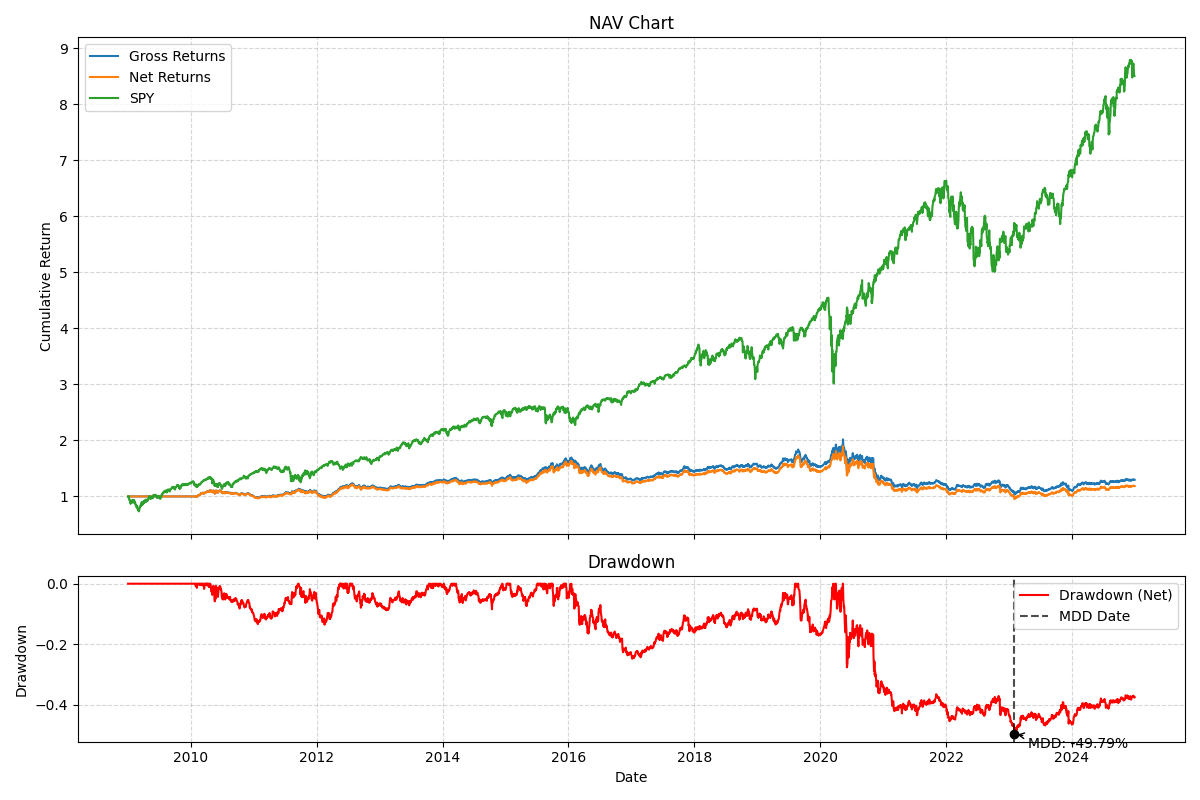 NAV Chart
Gross Returns
Net Returns
SPY
Cumulative Return
9
8
7
6
5
4
3
2
1
Drawdown
Drawdown (Net)
MDD Date
Drawdown
0.0
−0.2
−0.4
MDD: -49.79%
2010
2012
2014
2016
2018
2020
2022
2024
Date